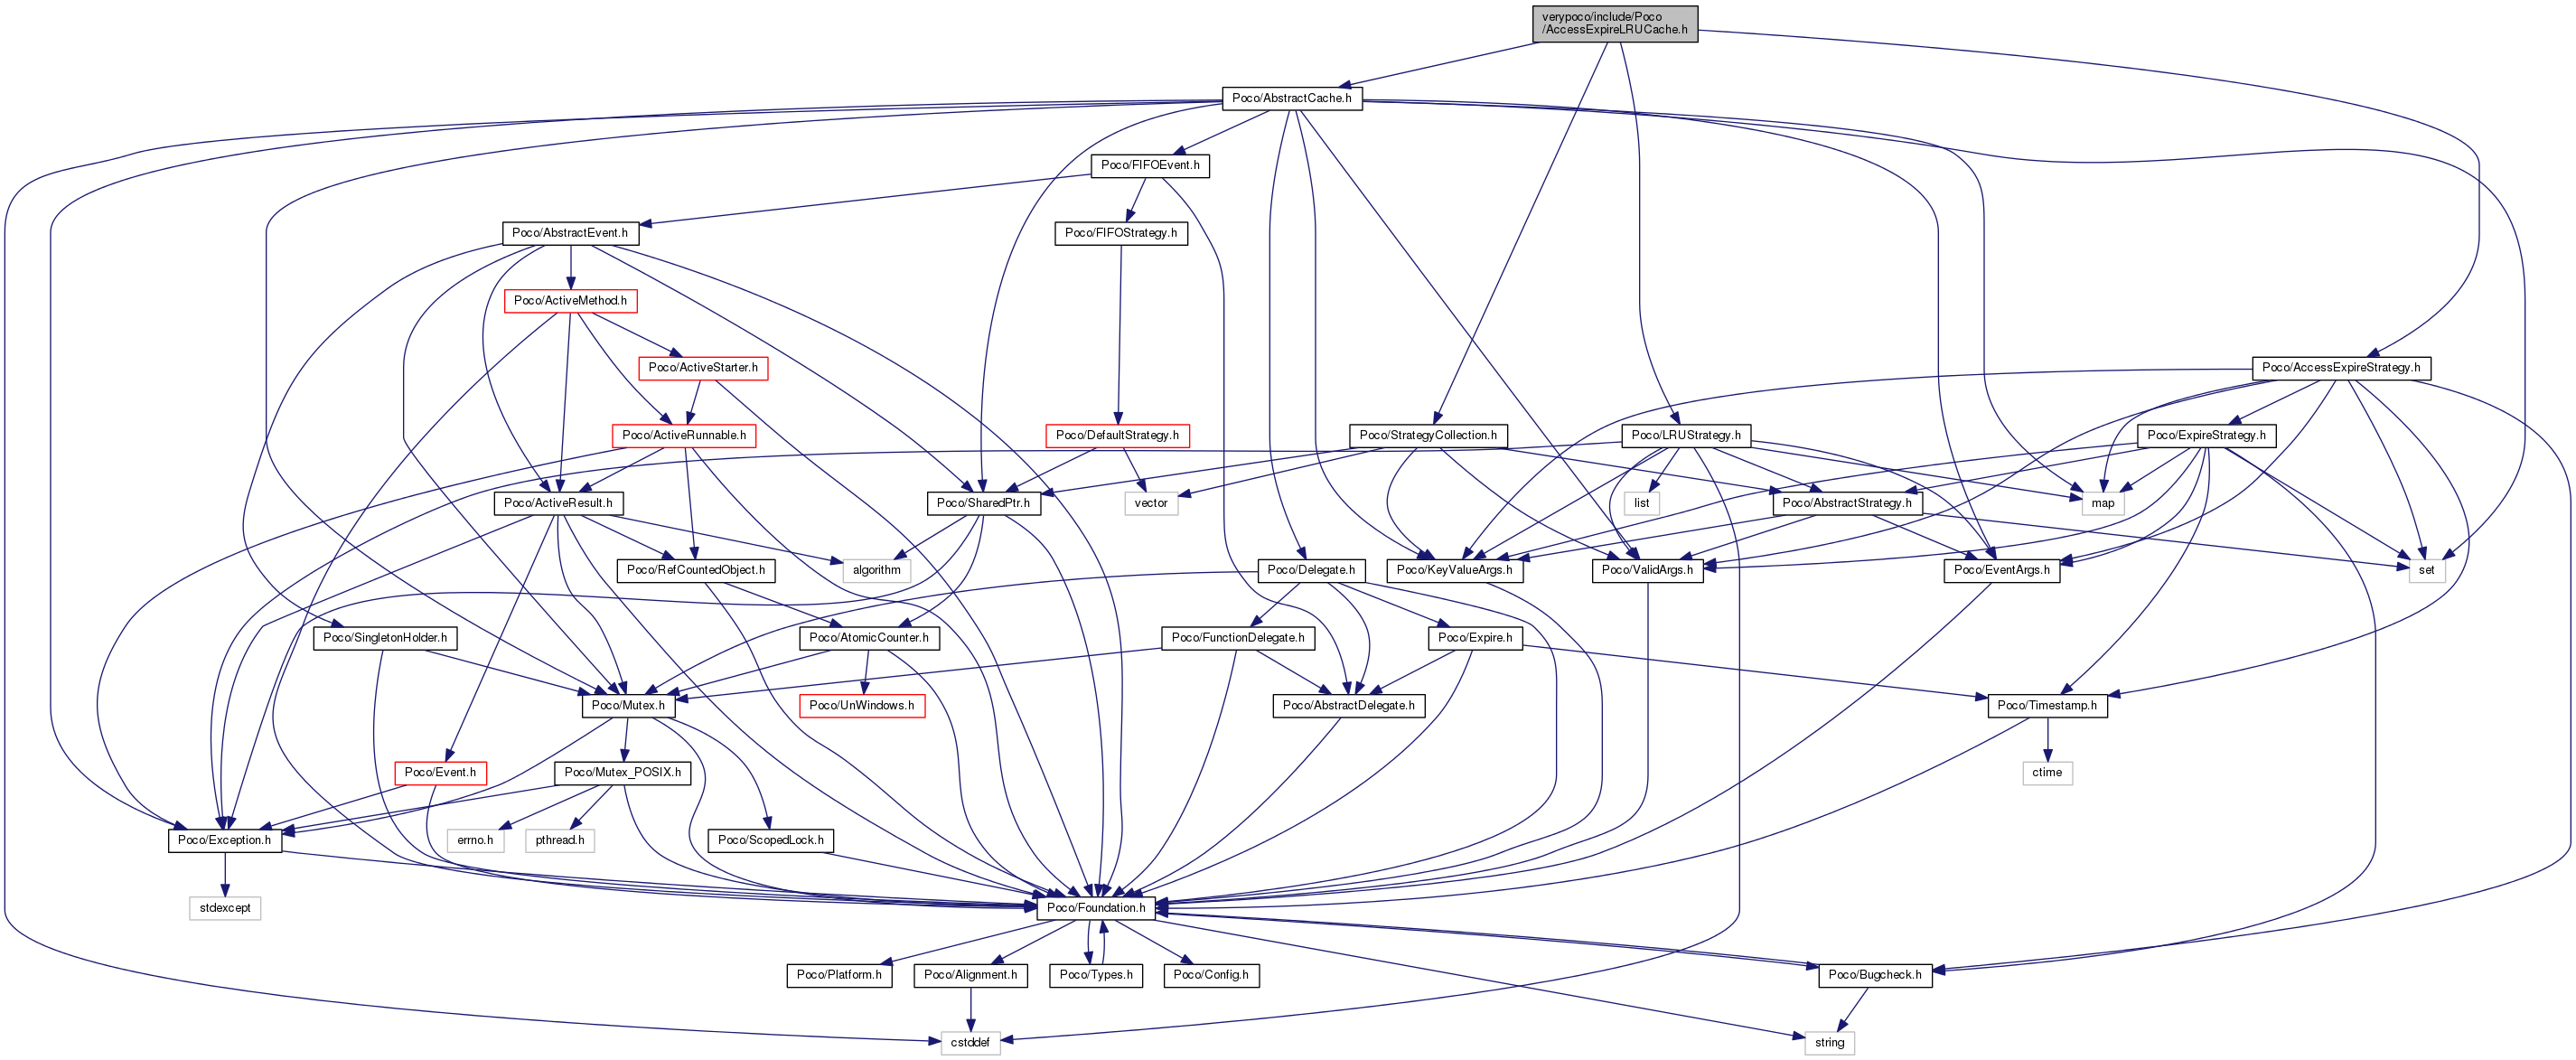 verypoco/include/Poco
/AccessExpireLRUCache.h
Poco/AbstractCache.h
Poco/FIFOEvent.h
Poco/AbstractEvent.h
Poco/FIFOStrategy.h
Poco/ActiveMethod.h
Poco/ActiveStarter.h
Poco/AccessExpireStrategy.h
Poco/ActiveRunnable.h
Poco/DefaultStrategy.h
Poco/StrategyCollection.h
Poco/LRUStrategy.h
Poco/ExpireStrategy.h
Poco/ActiveResult.h
Poco/SharedPtr.h
vector
list
Poco/AbstractStrategy.h
map
Poco/RefCountedObject.h
algorithm
Poco/Delegate.h
Poco/KeyValueArgs.h
Poco/ValidArgs.h
Poco/EventArgs.h
set
Poco/SingletonHolder.h
Poco/AtomicCounter.h
Poco/FunctionDelegate.h
Poco/Expire.h
Poco/Mutex.h
Poco/UnWindows.h
Poco/AbstractDelegate.h
Poco/Timestamp.h
Poco/Event.h
Poco/Mutex_POSIX.h
ctime
Poco/Exception.h
errno.h
pthread.h
Poco/ScopedLock.h
stdexcept
Poco/Foundation.h
Poco/Platform.h
Poco/Alignment.h
Poco/Types.h
Poco/Config.h
Poco/Bugcheck.h
cstddef
string